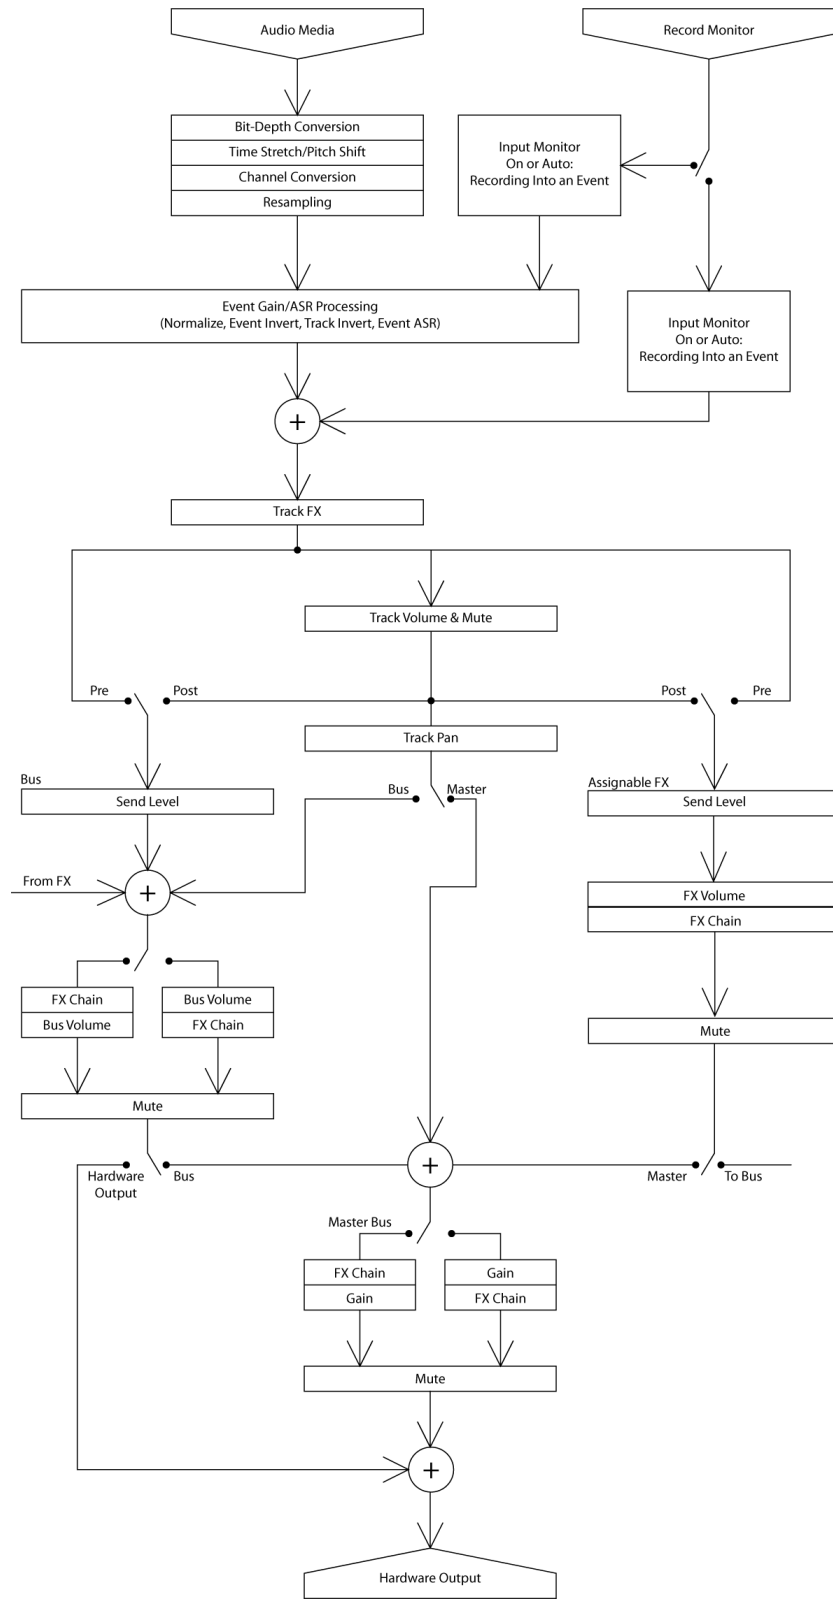 Audio Media
Record Monitor
Bit-Depth Conversion
Time Stretch/Pitch Shift
Channel Conversion
Resampling
Input Monitor
On or Auto:
Recording Into an Event
Event Gain/ASR Processing
(Normalize, Event Invert, Track Invert, Event ASR)
Input Monitor
On or Auto:
Recording Into an Event
+
Track FX
Track Volume & Mute
Pre
Post
Post
Pre
Track Pan
Bus
Send Level
Bus
Master
Assignable FX
Send Level
From FX
+
FX Volume
FX Chain
FX Chain
Bus Volume
Bus Volume
FX Chain
Mute
Mute
Hardware
Output
Bus
+
Master
To Bus
Master Bus
FX Chain
Gain
Gain
FX Chain
Mute
+
Hardware Output